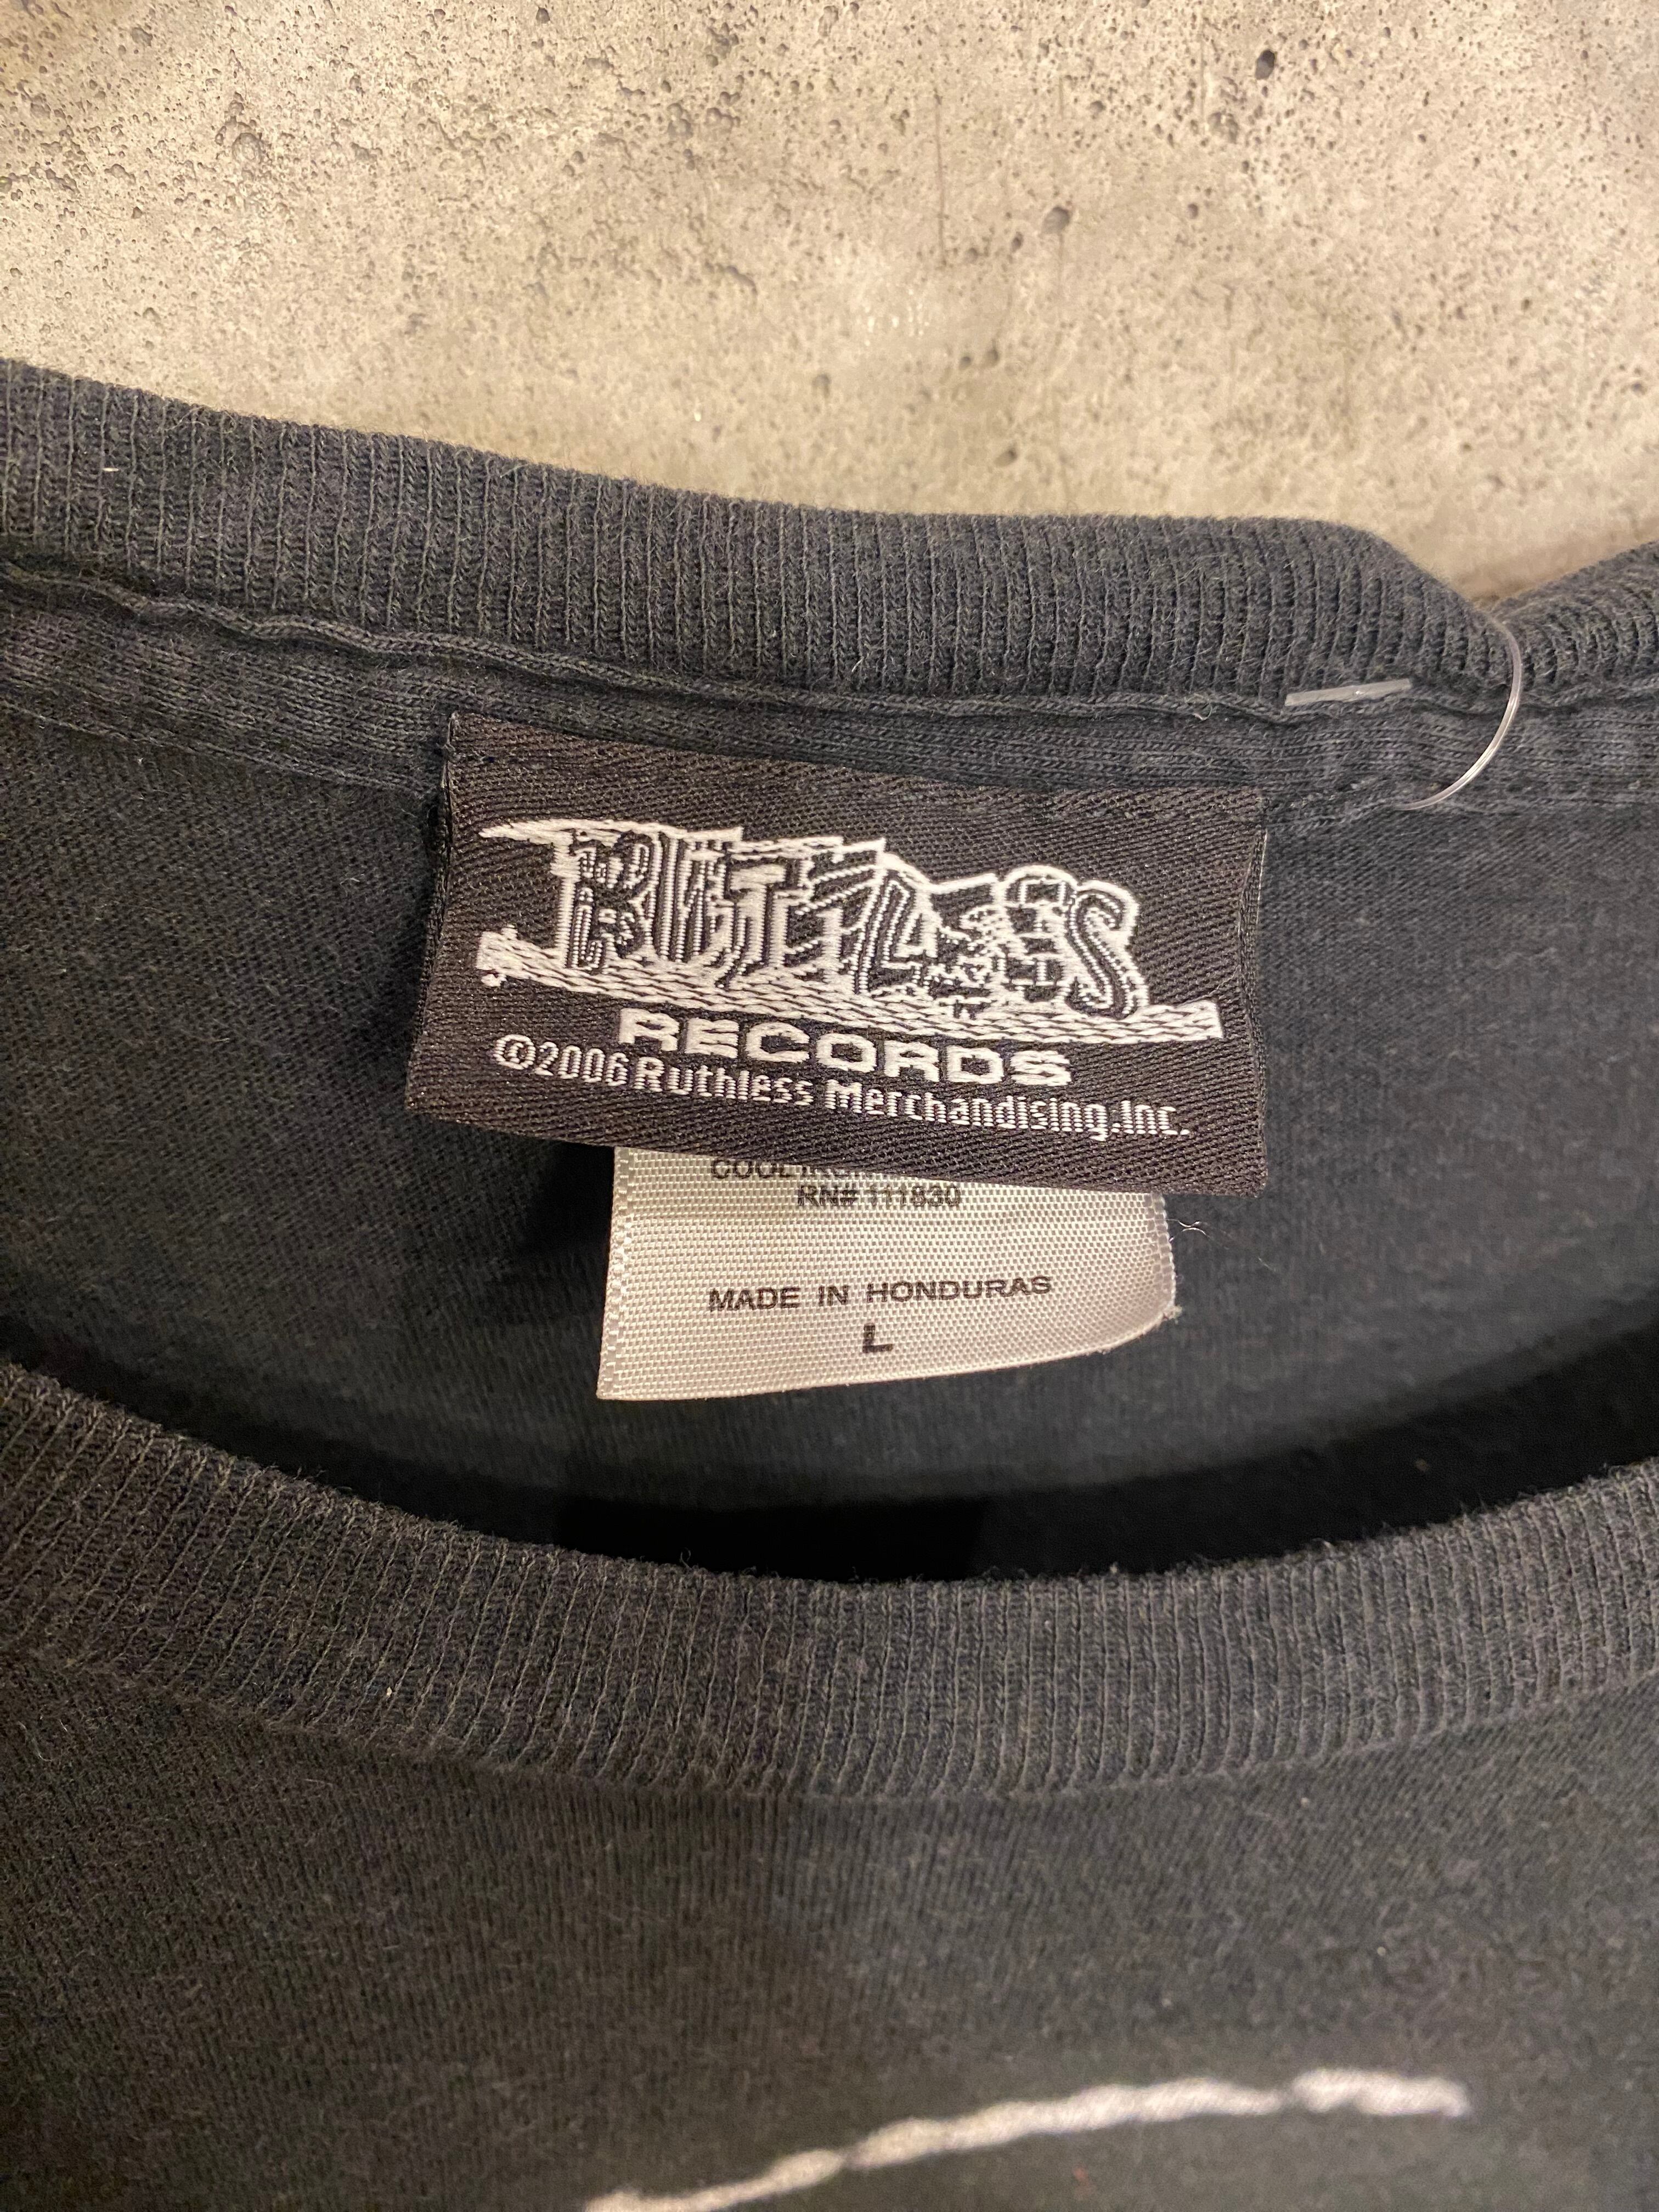 RUTHLESS
RECORDS
©2006 Ruthless Merchandising,Inc.
RN# 111830
MADE IN HONDURAS
L